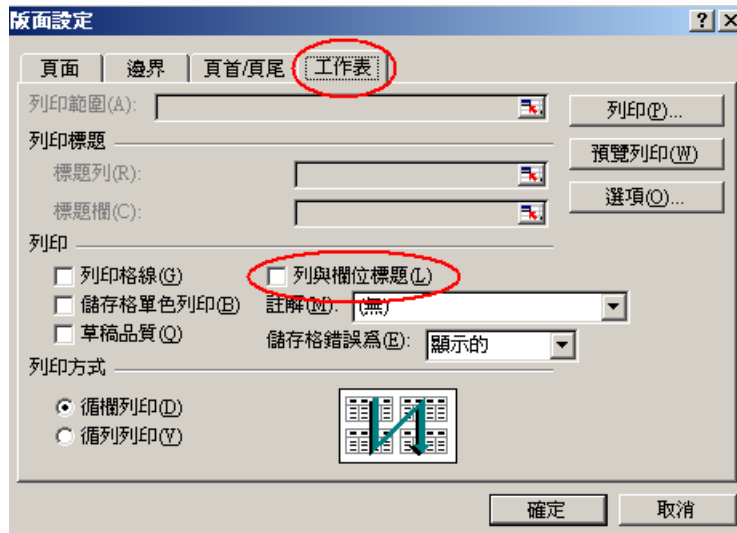 版面設定
頁面 邊界 頁首/頁尾 工作表
列印範圍(A): 列印(P)...
列印標題 預覽列印(W)
標題列(R): 選項(O)...
標題欄(C):
列印
列印格線(G) 列與欄位標題(L)
儲存格單色列印(B) 註解(M): (無)
草稿品質(Q) 儲存格錯誤為(E): 顯示的
列印方式
循欄列印(D)
循列列印(V)
確定 取消